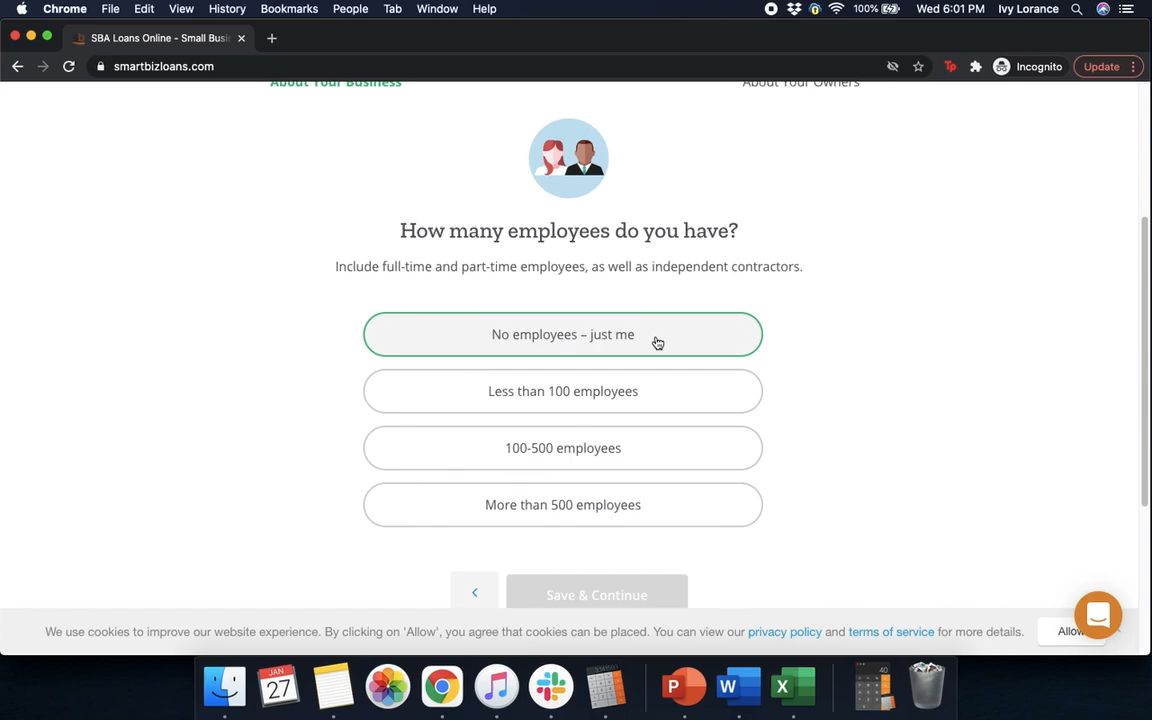 Chrome File Edit View History Bookmarks People Tab Window Help 100% Wed 6:01 PM Ivy Lorance
SBA Loans Online - Small Busi
smartbizloans.com Incognito Update
About Your Business About Your Owners
How many employees do you have?
Include full-time and part-time employees, as well as independent contractors.
No employees – just me
Less than 100 employees
100-500 employees
More than 500 employees
Save & Continue
We use cookies to improve our website experience. By clicking on 'Allow', you agree that cookies can be placed. You can view our privacy policy and terms of service for more details. Allow
JAN
27
P W X
40